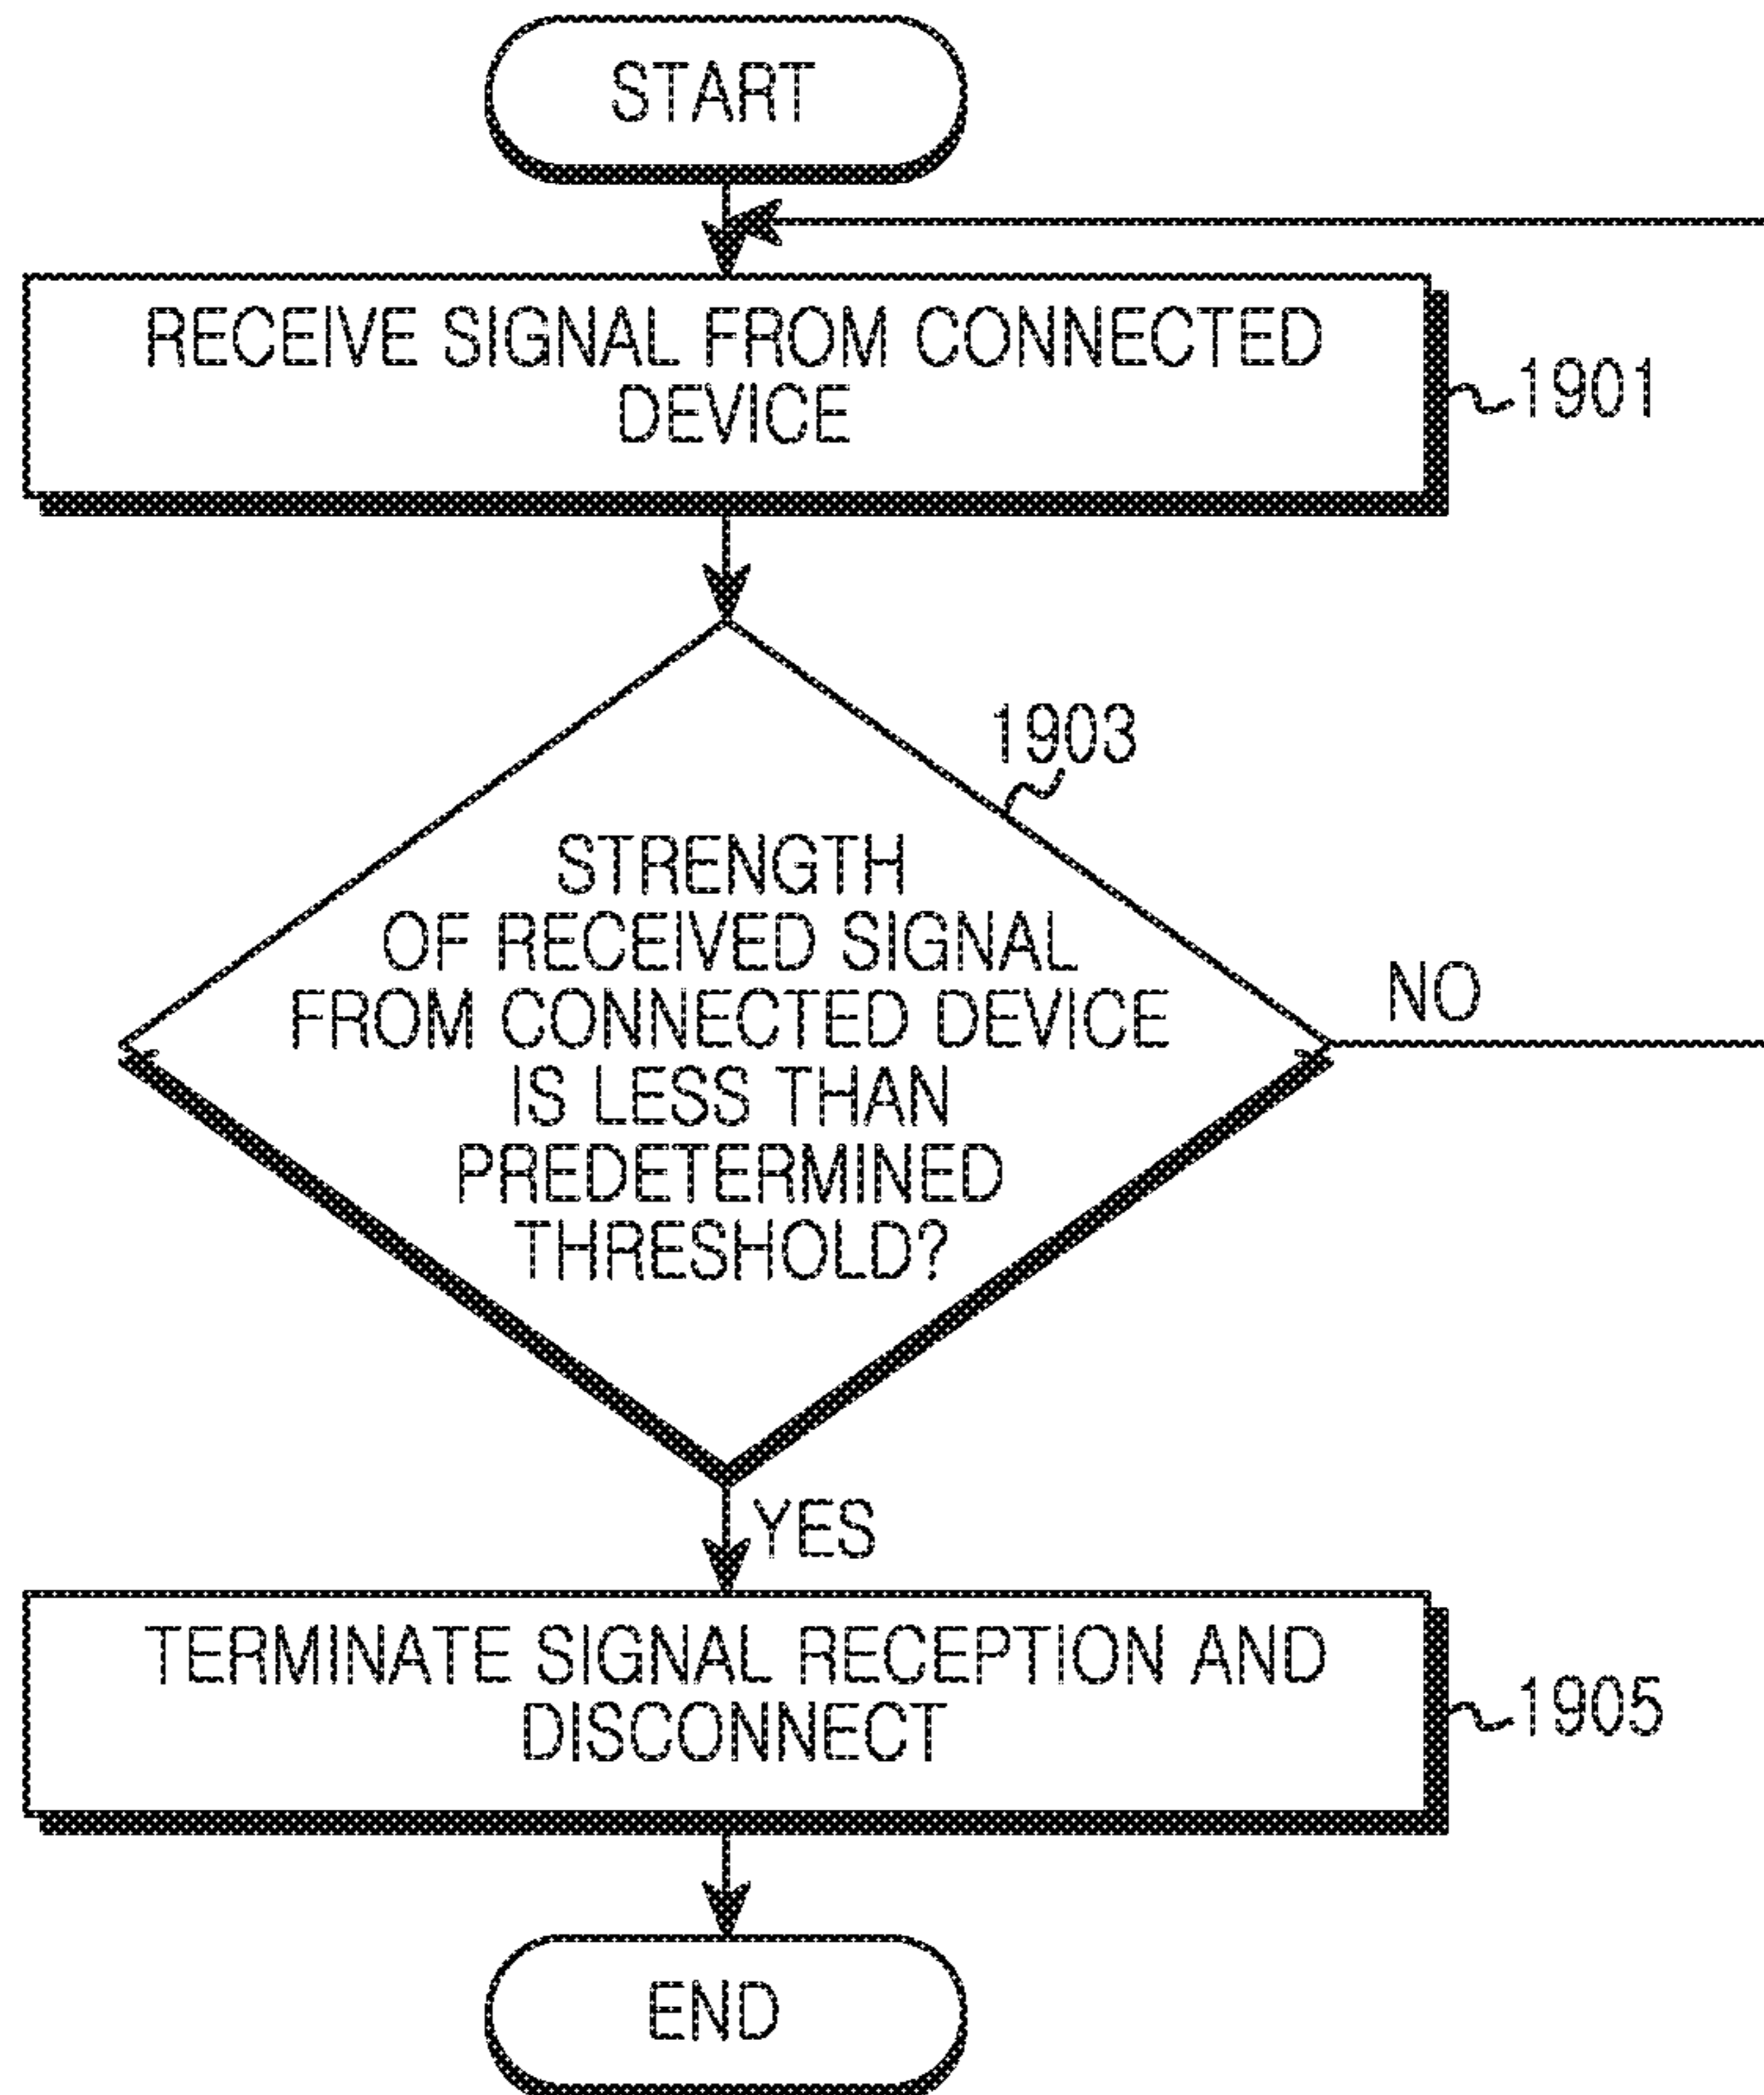 START
RECEIVE SIGNAL FROM CONNECTED
DEVICE
1901
1903
STRENGTH
OF RECEIVED SIGNAL
FROM CONNECTED DEVICE
IS LESS THAN
PREDETERMINED
THRESHOLD?
NO
YES
TERMINATE SIGNAL RECEPTION AND
DISCONNECT
1905
END